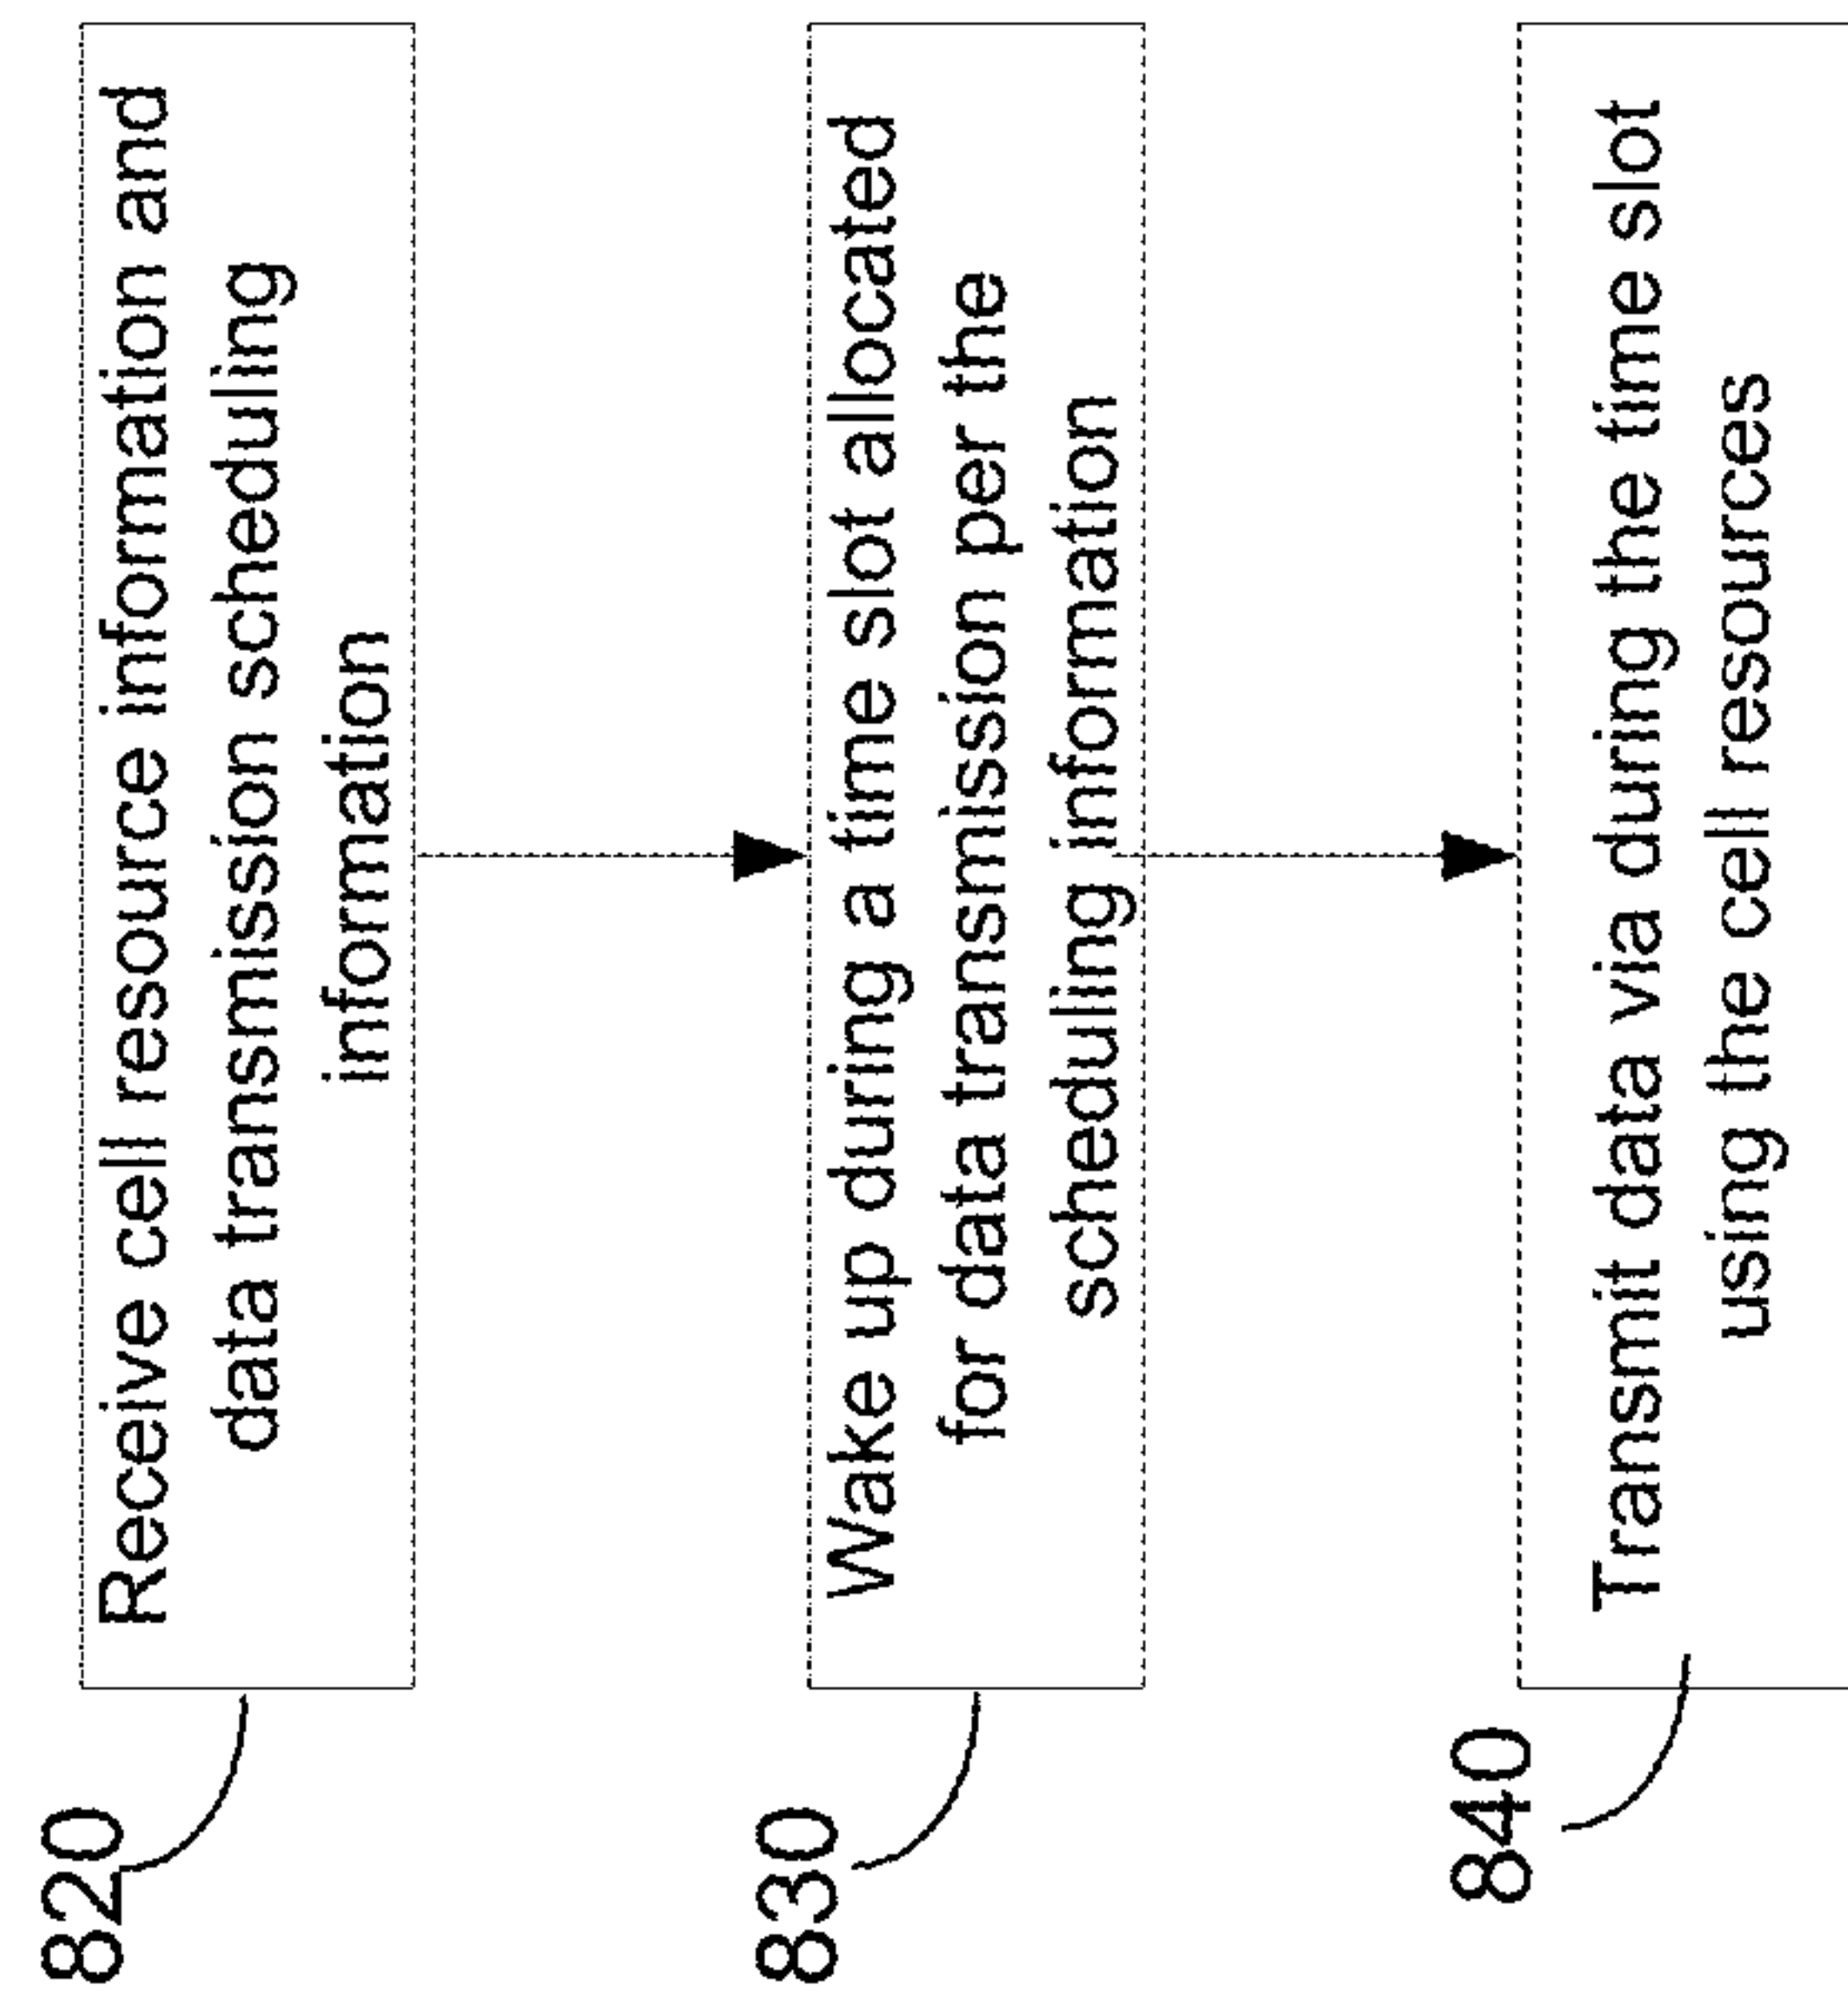 820
Receive cell resource information and
data transmission scheduling
information
830
Wake up during a time slot allocated
for data transmission per the
scheduling information
840
Transmit data via during the time slot
using the cell resources